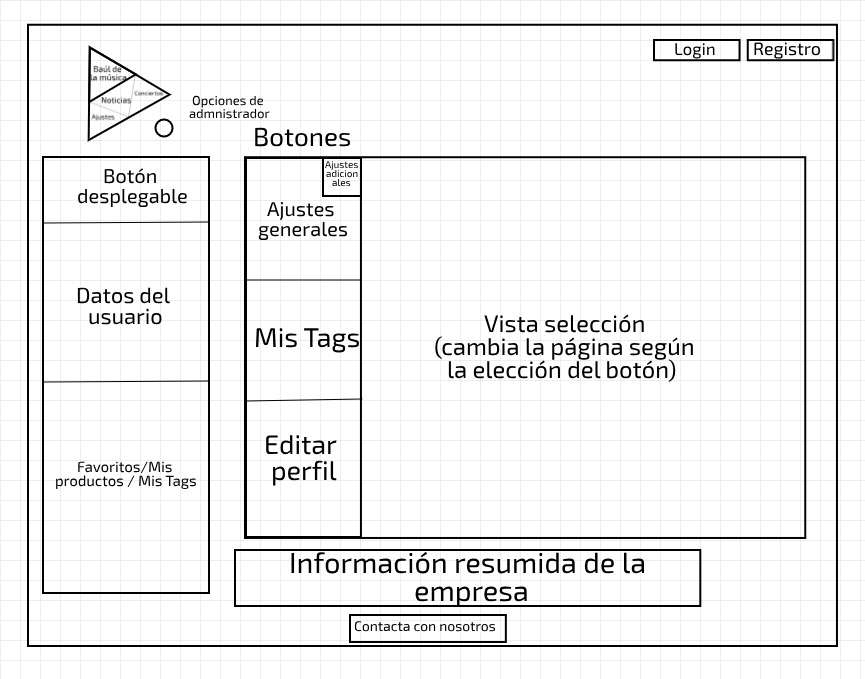 Login
Registro
Baúl de
la música
Conciertos
Noticias
Ajustes
Opciones de
admnistrador
Botones
Botón
desplegable
Datos del
usuario
Favoritos/Mis
productos / Mis Tags
Ajustes
adicion
ales
Ajustes
generales
Mis Tags
Editar
perfil
Vista selección
(cambia la página según
la elección del botón)
Información resumida de la
empresa
Contacta con nosotros